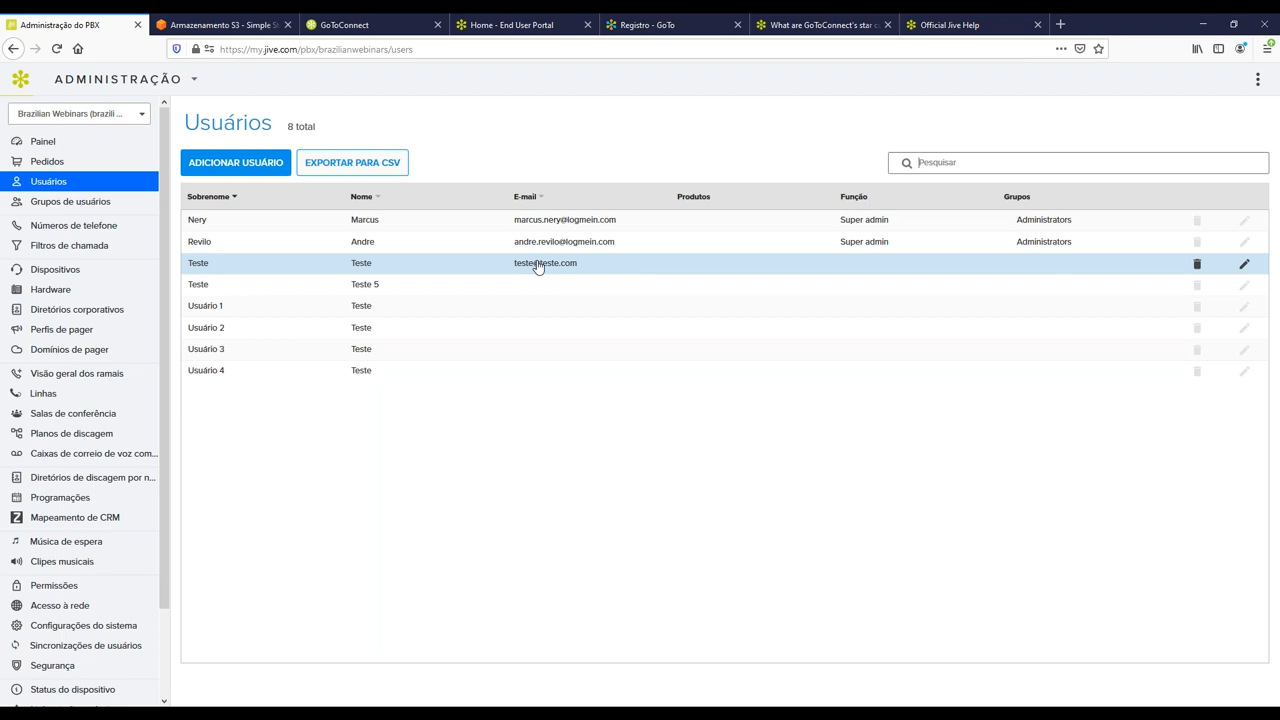 Administração do PBX
Armazenamento S3 - Simple S
GoToConnect
Home - End User Portal
Registro - GoTo
What are GoToConnect's star c
Official Jive Help
https://my.jive.com/pbx/brazilianwebinars/users
ADMINISTRAÇÃO
Brazilian Webinars (brazili ...
Painel
Pedidos
Usuários
Grupos de usuários
Números de telefone
Filtros de chamada
Dispositivos
Hardware
Diretórios corporativos
Perfis de pager
Domínios de pager
Visão geral dos ramais
Linhas
Salas de conferência
Planos de discagem
Caixas de correio de voz com...
Diretórios de discagem por n...
Programações
Mapeamento de CRM
Música de espera
Clipes musicais
Permissões
Acesso à rede
Configurações do sistema
Sincronizações de usuários
Segurança
Status do dispositivo
Usuários 8 total
ADICIONAR USUÁRIO EXPORTAR PARA CSV Pesquisar
Sobrenome Nome E-mail Produtos Função Grupos
Nery Marcus marcus.nery@logmein.com Super admin Administrators
Revilo Andre andre.revilo@logmein.com Super admin Administrators
Teste Teste teste@teste.com
Teste Teste 5
Usuário 1 Teste
Usuário 2 Teste
Usuário 3 Teste
Usuário 4 Teste